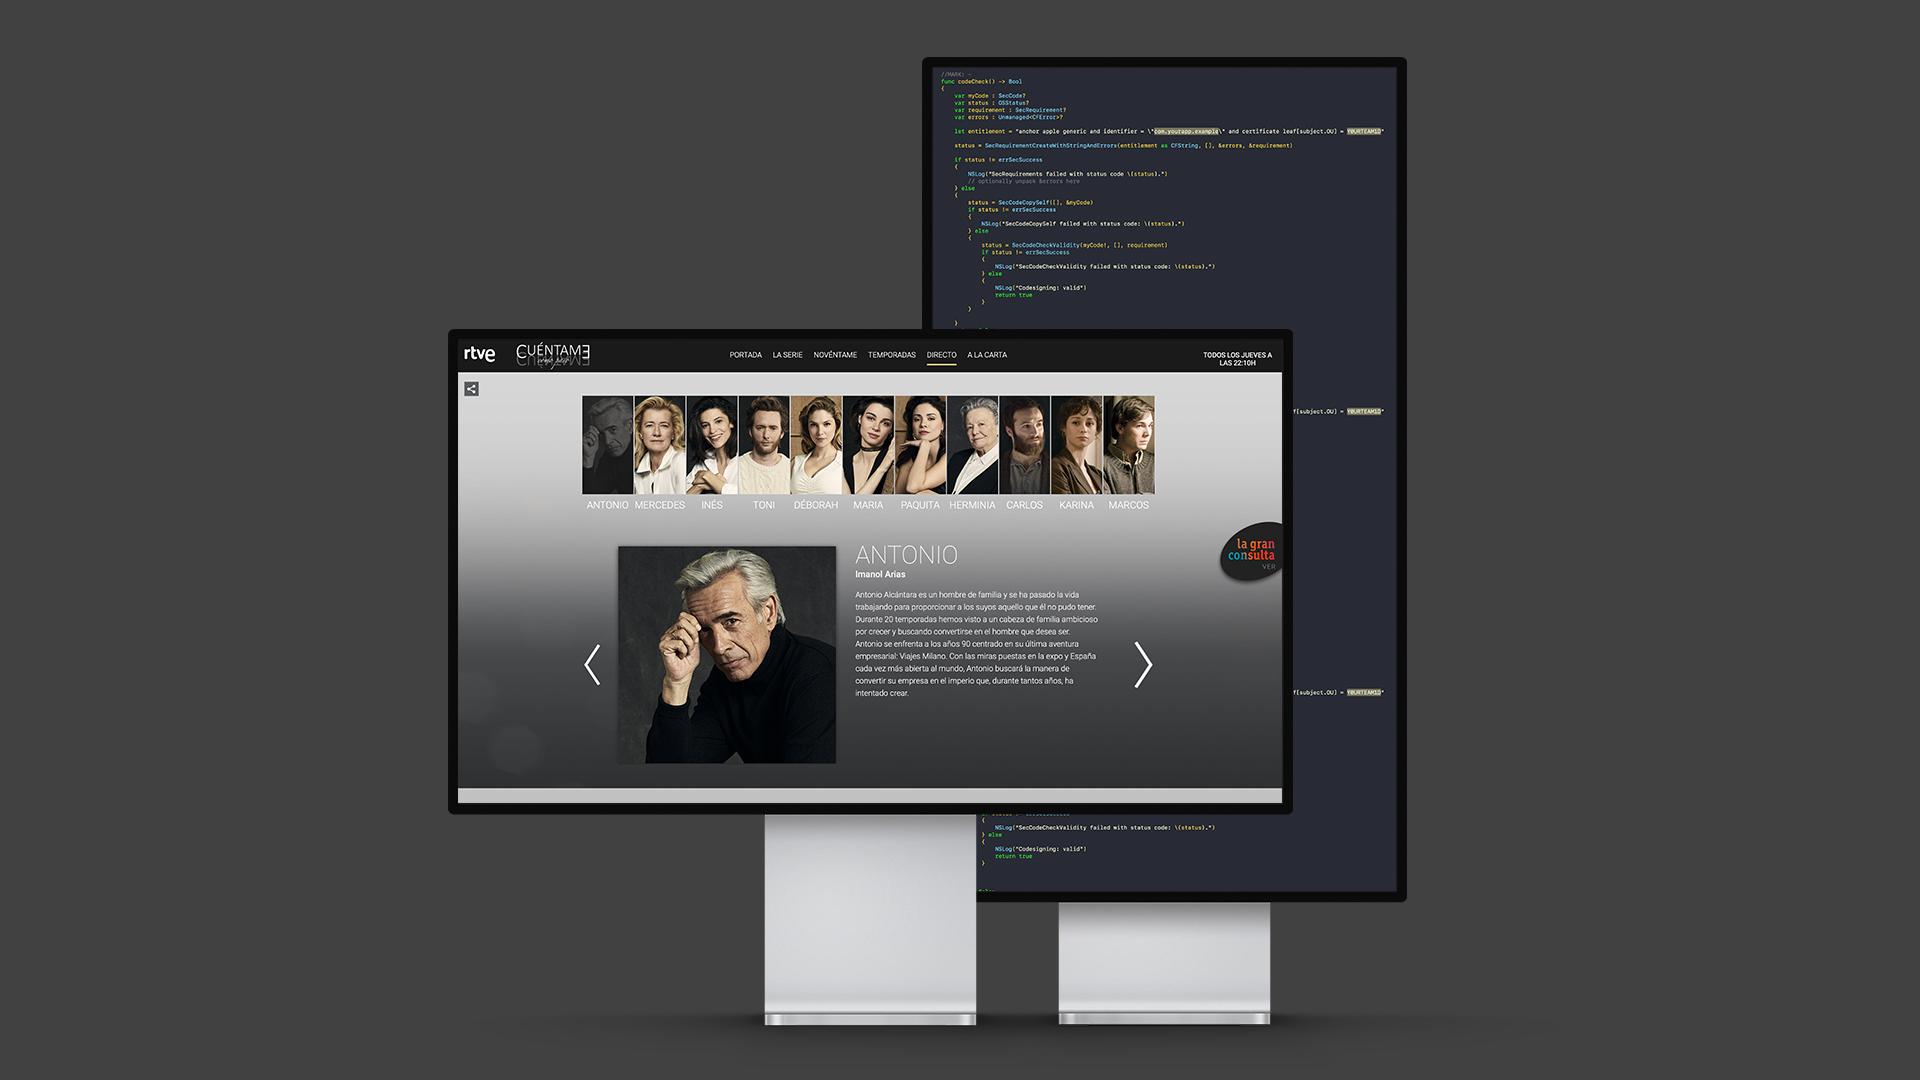 //MARK: -
func codeCheck() -> Bool
{
var myCode : SecCode?
var status : OSStatus?
var requirement : SecRequirement?
var errors : Unmanaged<CFError>?
let entitlement = "anchor apple generic and identifier = \"com.yourapp.example\" and certificate leaf[subject.OU] = Y0URTEAM1D"
status = SecRequirementCreateWithStringAndErrors(entitlement as CFString, [], &errors, &requirement)
if status != errSecSuccess
{
NSLog("SecRequirements failed with status code \(status).")
// optionally unpack &errors here
} else
{
status = SecCodeCopySelf([], &myCode)
if status != errSecSuccess
{
NSLog("SecCodeCopySelf failed with status code: \(status).")
} else
{
status = SecCodeCheckValidity(myCode!, [], requirement)
if status != errSecSuccess
{
NSLog("SecCodeCheckValidity failed with status code: \(status).")
} else
{
NSLog("Codesigning: valid")
return true
}
}
}
rtve
CUÉNTAME
PORTADA LA SERIE NOVÉNTAME TEMPORADAS DIRECTO A LA CARTA
TODOS LOS JUEVES A
LAS 22:10H
f[subject.OU] = Y0URTEAM1D"
ANTONIO MERCEDES INÉS TONI DÉBORAH MARIA PAQUITA HERMINIA CARLOS KARINA MARCOS
la gran
consulta
VER
ANTONIO
Imanol Arias
Antonio Alcántara es un hombre de familia y se ha pasado la vida
trabajando para proporcionar a los suyos aquello que él no pudo tener.
Durante 20 temporadas hemos visto a un cabeza de familia ambicioso
por crecer y buscando convertirse en el hombre que desea ser.
Antonio se enfrenta a los años 90 centrado en su última aventura
empresarial: Viajes Milano. Con las miras puestas en la expo y España
cada vez más abierta al mundo, Antonio buscará la manera de
convertir su empresa en el imperio que, durante tantos años, ha
intentado crear.
f[subject.OU] = Y0URTEAM1D"
{
NSLog("SecCodeCheckValidity failed with status code: \(status).")
} else
{
NSLog("Codesigning: valid")
return true
}